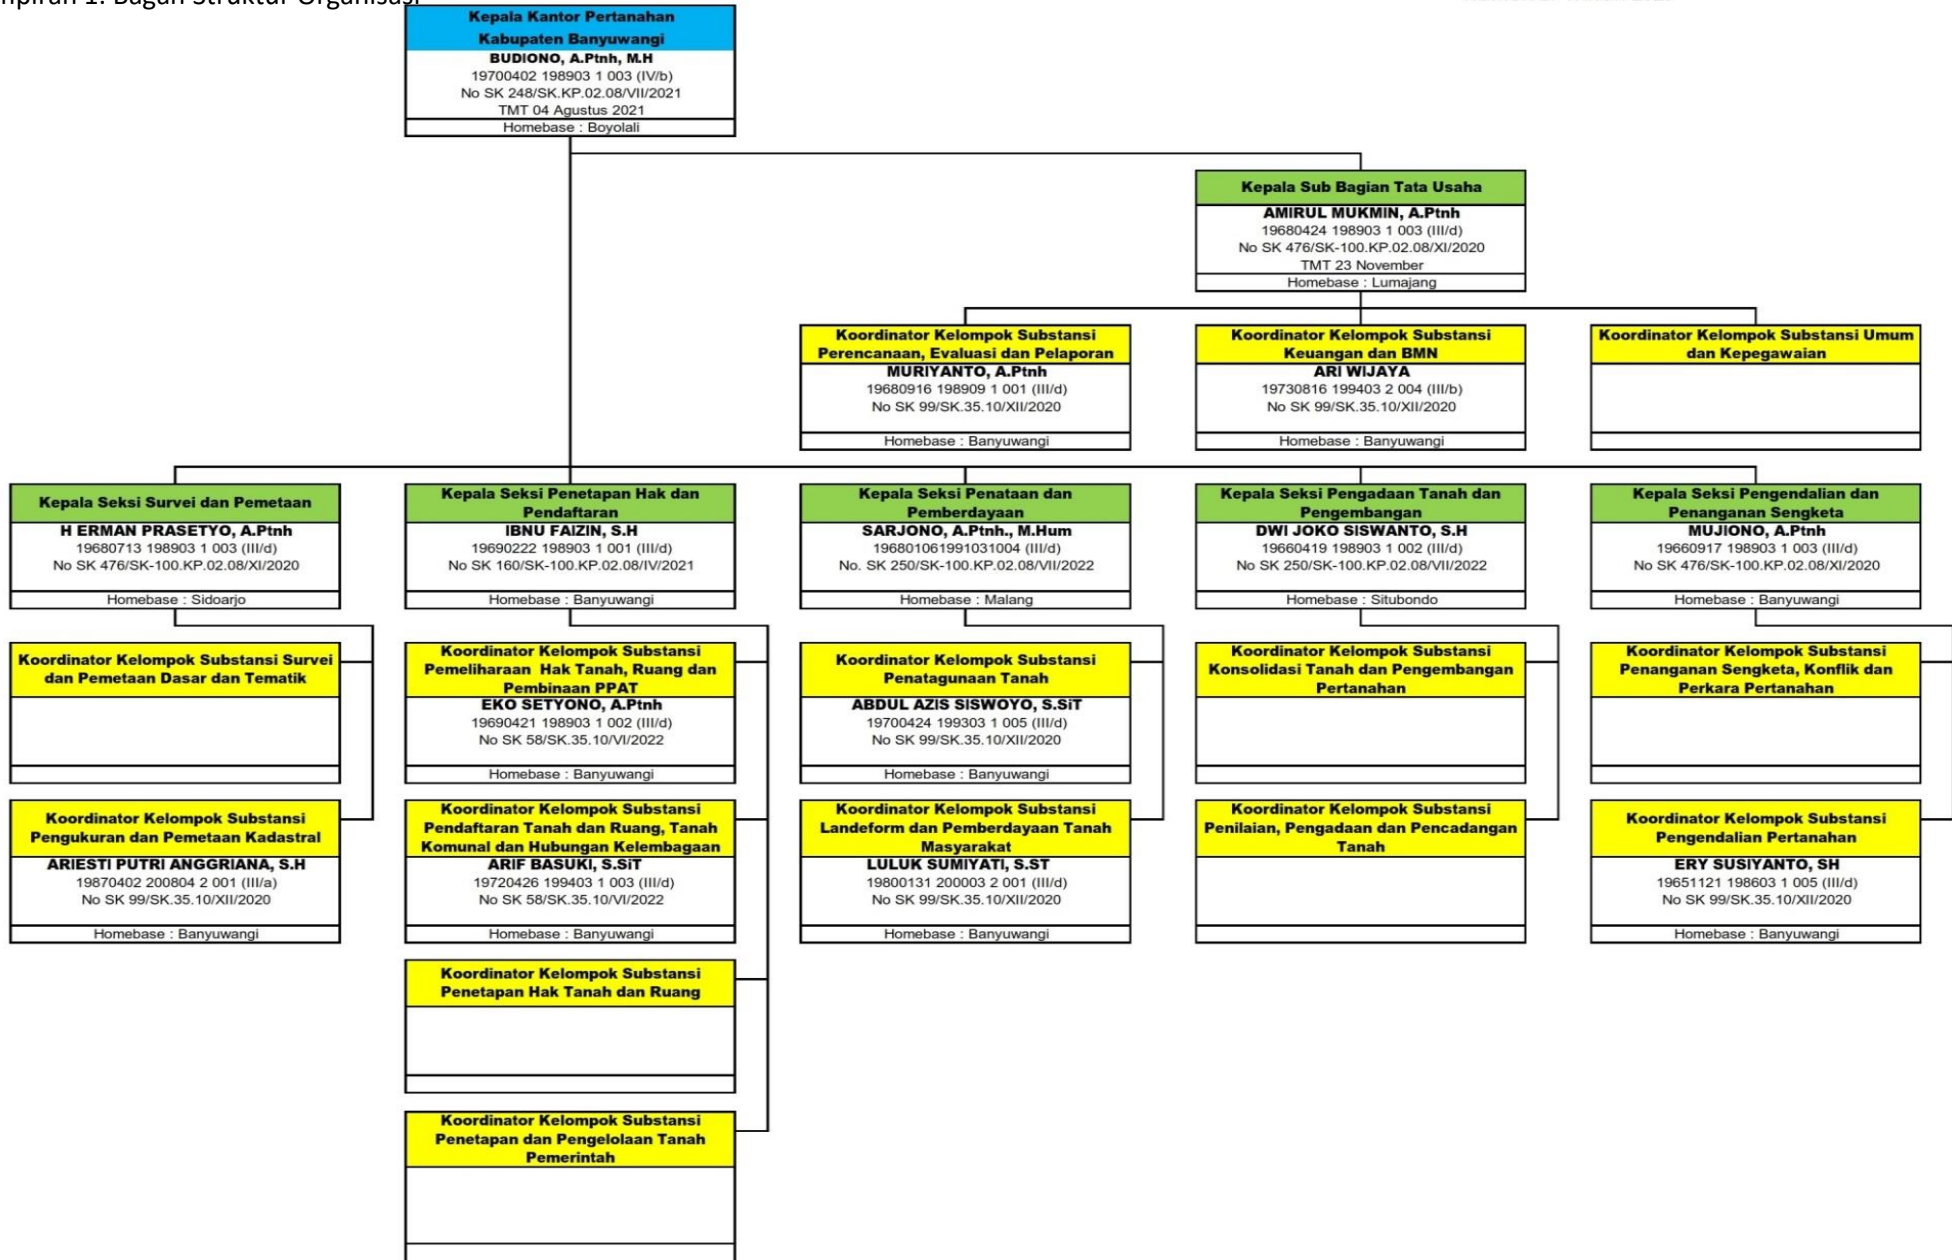 mpiran 1. Bagan Struktur Organisasi
Kepala Kantor Pertanahan
Kabupaten Banyuwangi
BUDIONO, A.Ptnh, M.H
19700402 198903 1 003 (IV/b)
No SK 248/SK.KP.02.08/VII/2021
TMT 04 Agustus 2021
Homebase : Boyolali
Kepala Sub Bagian Tata Usaha
AMIRUL MUKMIN, A.Ptnh
19680424 198903 1 003 (III/d)
No SK 476/SK-100.KP.02.08/XI/2020
TMT 23 November
Homebase : Lumajang
Koordinator Kelompok Substansi
Perencanaan, Evaluasi dan Pelaporan
MURIYANTO, A.Ptnh
19680916 198909 1 001 (III/d)
No SK 99/SK.35.10/XII/2020
Homebase : Banyuwangi
Koordinator Kelompok Substansi
Keuangan dan BMN
ARI WIJAYA
19730816 199403 2 004 (III/b)
No SK 99/SK.35.10/XII/2020
Homebase : Banyuwangi
Koordinator Kelompok Substansi Umum
dan Kepegawaian
Kepala Seksi Survei dan Pemetaan
H ERMAN PRASETYO, A.Ptnh
19680713 198903 1 003 (III/d)
No SK 476/SK-100.KP.02.08/XI/2020
Homebase : Sidoarjo
Kepala Seksi Penetapan Hak dan
Pendaftaran
IBNU FAIZIN, S.H
19690222 198903 1 001 (III/d)
No SK 160/SK-100.KP.02.08/IV/2021
Homebase : Banyuwangi
Kepala Seksi Penataan dan
Pemberdayaan
SARJONO, A.Ptnh., M.Hum
196801061991031004 (III/d)
No. SK 250/SK-100.KP.02.08/VII/2022
Homebase : Malang
Kepala Seksi Pengadaan Tanah dan
Pengembangan
DWI JOKO SISWANTO, S.H
19660419 198903 1 002 (III/d)
No SK 250/SK-100.KP.02.08/VII/2022
Homebase : Situbondo
Kepala Seksi Pengendalian dan
Penanganan Sengketa
MUJIONO, A.Ptnh
19660917 198903 1 003 (III/d)
No SK 476/SK-100.KP.02.08/XI/2020
Homebase : Banyuwangi
Koordinator Kelompok Substansi Survei
dan Pemetaan Dasar dan Tematik
Koordinator Kelompok Substansi
Pemeliharaan Hak Tanah, Ruang dan
Pembinaan PPAT
EKO SETYONO, A.Ptnh
19690421 198903 1 002 (III/d)
No SK 58/SK.35.10/VI/2022
Homebase : Banyuwangi
Koordinator Kelompok Substansi
Penatagunaan Tanah
ABDUL AZIS SISWOYO, S.SiT
19700424 199303 1 005 (III/d)
No SK 99/SK.35.10/XII/2020
Homebase : Banyuwangi
Koordinator Kelompok Substansi
Konsolidasi Tanah dan Pengembangan
Pertanahan
Koordinator Kelompok Substansi
Penanganan Sengketa, Konflik dan
Perkara Pertanahan
Koordinator Kelompok Substansi
Pengukuran dan Pemetaan Kadastral
ARIESTI PUTRI ANGGRIANA, S.H
19870402 200804 2 001 (III/a)
No SK 99/SK.35.10/XII/2020
Homebase : Banyuwangi
Koordinator Kelompok Substansi
Pendaftaran Tanah dan Ruang, Tanah
Komunal dan Hubungan Kelembagaan
ARIF BASUKI, S.SiT
19720426 199403 1 003 (III/d)
No SK 58/SK.35.10/VI/2022
Homebase : Banyuwangi
Koordinator Kelompok Substansi
Landeform dan Pemberdayaan Tanah
Masyarakat
LULUK SUMIYATI, S.ST
19800131 200003 2 001 (III/d)
No SK 99/SK.35.10/XII/2020
Homebase : Banyuwangi
Koordinator Kelompok Substansi
Penilaian, Pengadaan dan Pencadangan
Tanah
Koordinator Kelompok Substansi
Pengendalian Pertanahan
ERY SUSIYANTO, SH
19651121 198603 1 005 (III/d)
No SK 99/SK.35.10/XII/2020
Homebase : Banyuwangi
Koordinator Kelompok Substansi
Penetapan Hak Tanah dan Ruang
Koordinator Kelompok Substansi
Penetapan dan Pengelolaan Tanah
Pemerintah